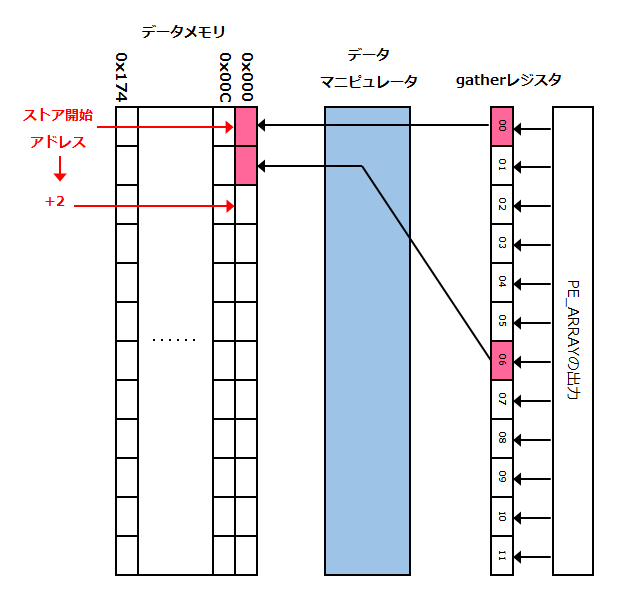 データメモリ
データ
マニピュレータ
gatherレジスタ
0x174
0x00C
0x000
ストア開始
アドレス
+2
......
00
01
02
03
04
05
06
07
08
09
10
11
PE_ARRAYの出力